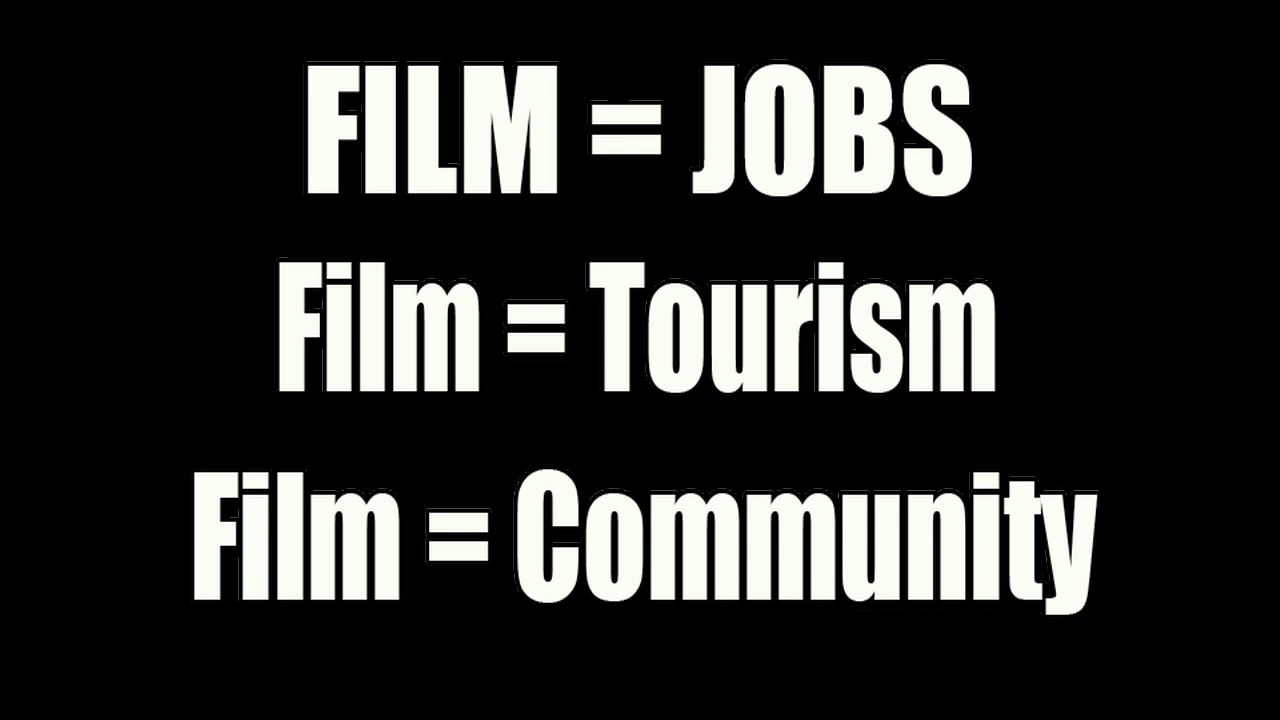 FILM = JOBS
Film = Tourism
Film = Community